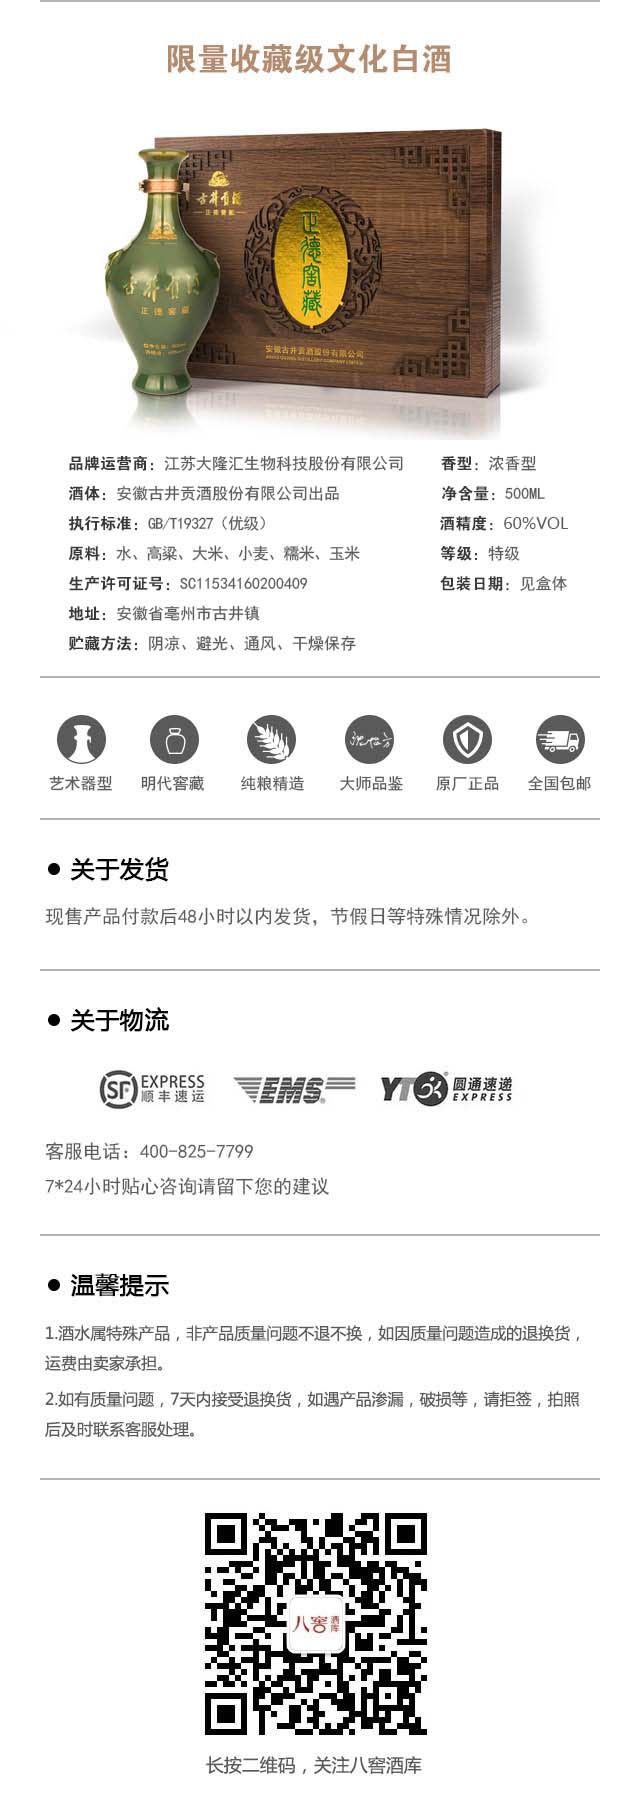 限量收藏级文化白酒
古井贡酒
正德窖藏
古井贡酒
正德窖藏
正德窖藏
安徽古井贡酒股份有限公司
品牌运营商：江苏大隆汇生物科技股份有限公司 香型：浓香型
酒体：安徽古井贡酒股份有限公司出品 净含量：500ML
执行标准：GB/T19327（优级） 酒精度：60%VOL
原料：水、高粱、大米、小麦、糯米、玉米 等级：特级
生产许可证号：SC11534160200409 包装日期：见盒体
地址：安徽省亳州市古井镇
贮藏方法：阴凉、避光、通风、干燥保存
艺术器型 明代窖藏 纯粮精造 大师品鉴 原厂正品 全国包邮
● 关于发货
现售产品付款后48小时以内发货，节假日等特殊情况除外。
● 关于物流
SF EXPRESS 顺丰速运 EMS YTO 圆通速递 EXPRESS
客服电话：400-825-7799
7*24小时贴心咨询请留下您的建议
● 温馨提示
1.酒水属特殊产品，非产品质量问题不退不换，如因质量问题造成的退换货，
运费由卖家承担。
2.如有质量问题，7天内接受退换货，如遇产品渗漏，破损等，请拒签，拍照
后及时联系客服处理。
八窖酒库
长按二维码，关注八窖酒库